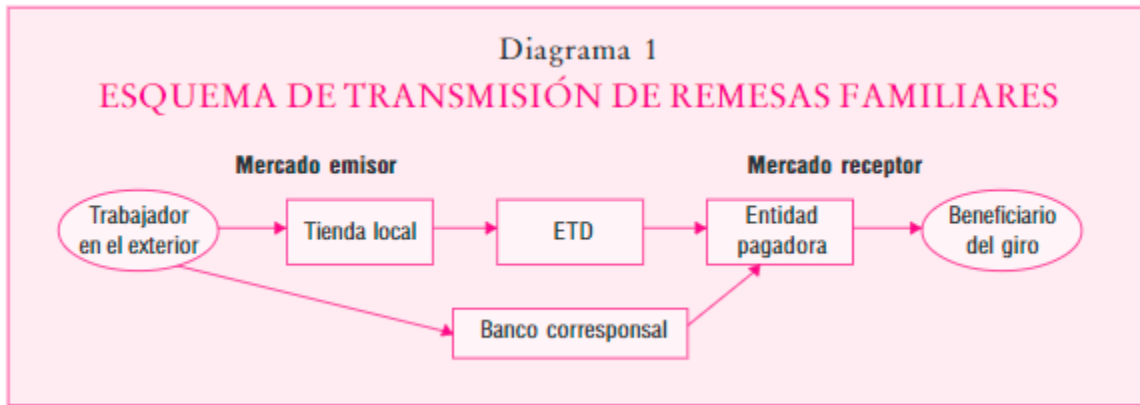 Diagrama 1
ESQUEMA DE TRANSMISIÓN DE REMESAS FAMILIARES
Mercado emisor
Mercado receptor
Trabajador
en el exterior
Tienda local
ETD
Entidad
pagadora
Beneficiario
del giro
Banco corresponsal